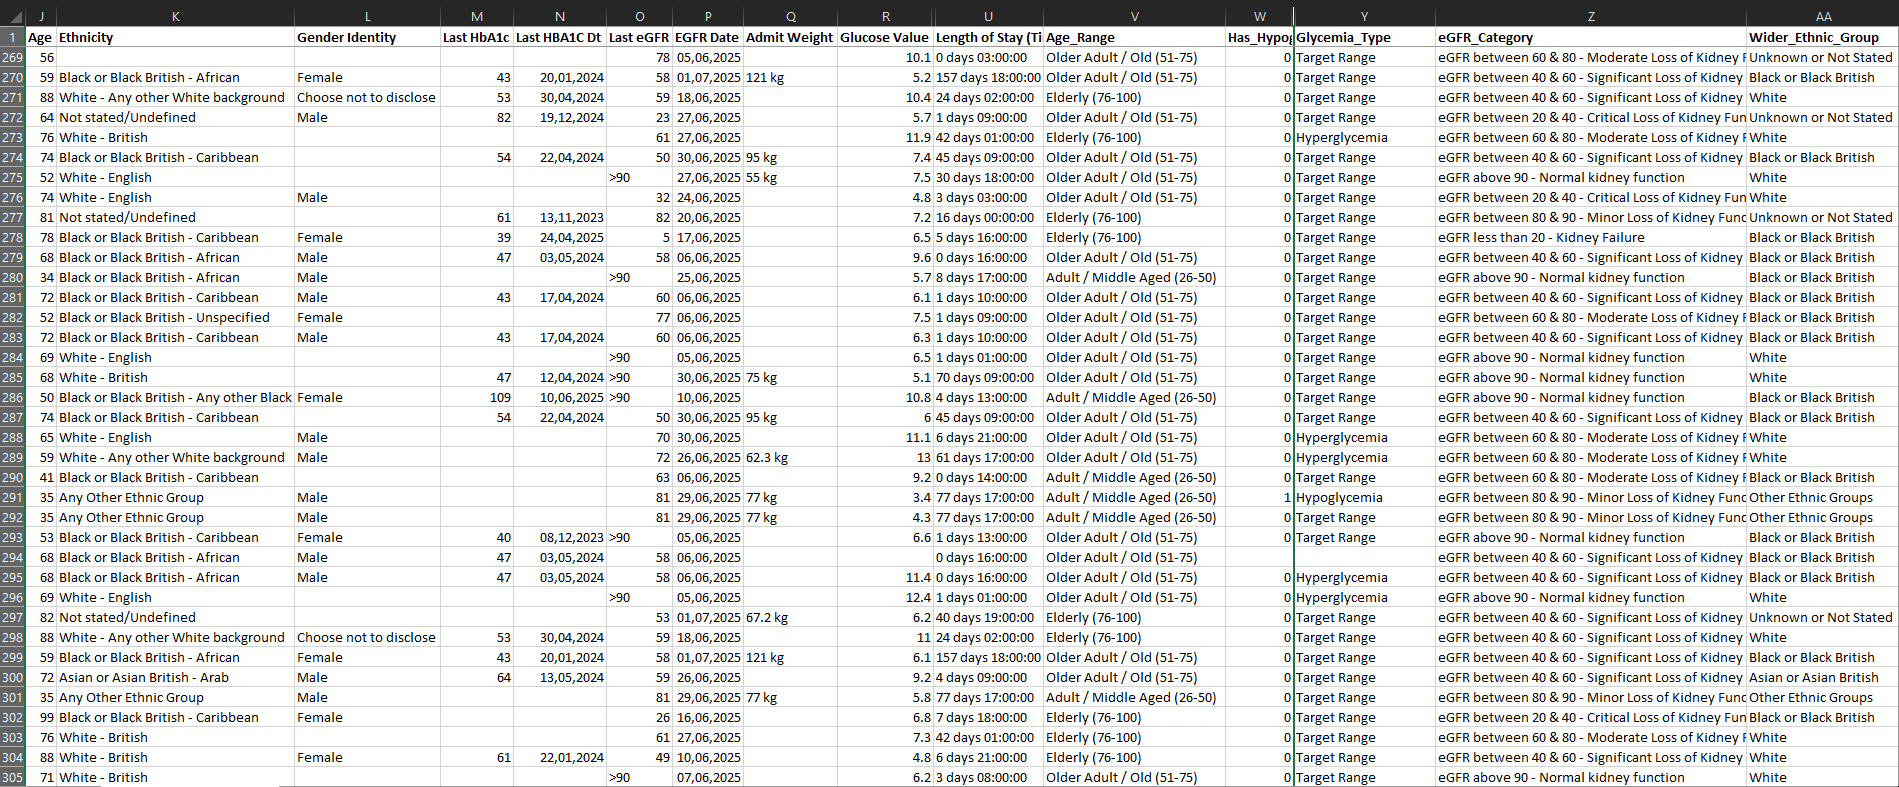 J K L M N O P Q R U V W Y Z AA
1 Age Ethnicity Gender Identity Last HbA1c Last HBA1C Dt Last eGFR EGFR Date Admit Weight Glucose Value Length of Stay (Ti Age_Range Has_Hypog Glycemia_Type eGFR_Category Wider_Ethnic_Group
269 56 78 05,06,2025 10.1 0 days 03:00:00 Older Adult / Old (51-75) 0 Target Range eGFR between 60 & 80 - Moderate Loss of Kidney F Unknown or Not Stated
270 59 Black or Black British - African Female 43 20,01,2024 58 01,07,2025 121 kg 5.2 157 days 18:00:00 Older Adult / Old (51-75) 0 Target Range eGFR between 40 & 60 - Significant Loss of Kidney Black or Black British
271 88 White - Any other White background Choose not to disclose 53 30,04,2024 59 18,06,2025 10.4 24 days 02:00:00 Elderly (76-100) 0 Target Range eGFR between 40 & 60 - Significant Loss of Kidney White
272 64 Not stated/Undefined Male 82 19,12,2024 23 27,06,2025 5.7 1 days 09:00:00 Older Adult / Old (51-75) 0 Target Range eGFR between 20 & 40 - Critical Loss of Kidney Fun Unknown or Not Stated
273 76 White - British 61 27,06,2025 11.9 42 days 01:00:00 Elderly (76-100) 0 Hyperglycemia eGFR between 60 & 80 - Moderate Loss of Kidney F White
274 74 Black or Black British - Caribbean 54 22,04,2024 50 30,06,2025 95 kg 7.4 45 days 09:00:00 Older Adult / Old (51-75) 0 Target Range eGFR between 40 & 60 - Significant Loss of Kidney Black or Black British
275 52 White - English >90 27,06,2025 55 kg 7.5 30 days 18:00:00 Older Adult / Old (51-75) 0 Target Range eGFR above 90 - Normal kidney function White
276 74 White - English Male 32 24,06,2025 4.8 3 days 03:00:00 Older Adult / Old (51-75) 0 Target Range eGFR between 20 & 40 - Critical Loss of Kidney Fun White
277 81 Not stated/Undefined 61 13,11,2023 82 20,06,2025 7.2 16 days 00:00:00 Elderly (76-100) 0 Target Range eGFR between 80 & 90 - Minor Loss of Kidney Func Unknown or Not Stated
278 78 Black or Black British - Caribbean Female 39 24,04,2025 5 17,06,2025 6.5 5 days 16:00:00 Elderly (76-100) 0 Target Range eGFR less than 20 - Kidney Failure Black or Black British
279 68 Black or Black British - African Male 47 03,05,2024 58 06,06,2025 9.6 0 days 16:00:00 Older Adult / Old (51-75) 0 Target Range eGFR between 40 & 60 - Significant Loss of Kidney Black or Black British
280 34 Black or Black British - African Male >90 25,06,2025 5.7 8 days 17:00:00 Adult / Middle Aged (26-50) 0 Target Range eGFR above 90 - Normal kidney function Black or Black British
281 72 Black or Black British - Caribbean Male 43 17,04,2024 60 06,06,2025 6.1 1 days 10:00:00 Older Adult / Old (51-75) 0 Target Range eGFR between 40 & 60 - Significant Loss of Kidney Black or Black British
282 52 Black or Black British - Unspecified Female 77 06,06,2025 7.5 1 days 09:00:00 Older Adult / Old (51-75) 0 Target Range eGFR between 60 & 80 - Moderate Loss of Kidney F Black or Black British
283 72 Black or Black British - Caribbean Male 43 17,04,2024 60 06,06,2025 6.3 1 days 10:00:00 Older Adult / Old (51-75) 0 Target Range eGFR between 40 & 60 - Significant Loss of Kidney Black or Black British
284 69 White - English >90 05,06,2025 6.5 1 days 01:00:00 Older Adult / Old (51-75) 0 Target Range eGFR above 90 - Normal kidney function White
285 68 White - British 47 12,04,2024 >90 30,06,2025 75 kg 5.1 70 days 09:00:00 Older Adult / Old (51-75) 0 Target Range eGFR above 90 - Normal kidney function White
286 50 Black or Black British - Any other Black Female 109 10,06,2025 >90 10,06,2025 10.8 4 days 13:00:00 Adult / Middle Aged (26-50) 0 Target Range eGFR above 90 - Normal kidney function Black or Black British
287 74 Black or Black British - Caribbean 54 22,04,2024 50 30,06,2025 95 kg 6 45 days 09:00:00 Older Adult / Old (51-75) 0 Target Range eGFR between 40 & 60 - Significant Loss of Kidney Black or Black British
288 65 White - English Male 70 30,06,2025 11.1 6 days 21:00:00 Older Adult / Old (51-75) 0 Hyperglycemia eGFR between 60 & 80 - Moderate Loss of Kidney F White
289 59 White - Any other White background Male 72 26,06,2025 62.3 kg 13 61 days 17:00:00 Older Adult / Old (51-75) 0 Hyperglycemia eGFR between 60 & 80 - Moderate Loss of Kidney F White
290 41 Black or Black British - Caribbean 63 06,06,2025 9.2 0 days 14:00:00 Adult / Middle Aged (26-50) 0 Target Range eGFR between 60 & 80 - Moderate Loss of Kidney F Black or Black British
291 35 Any Other Ethnic Group Male 81 29,06,2025 77 kg 3.4 77 days 17:00:00 Adult / Middle Aged (26-50) 1 Hypoglycemia eGFR between 80 & 90 - Minor Loss of Kidney Func Other Ethnic Groups
292 35 Any Other Ethnic Group Male 81 29,06,2025 77 kg 4.3 77 days 17:00:00 Adult / Middle Aged (26-50) 0 Target Range eGFR between 80 & 90 - Minor Loss of Kidney Func Other Ethnic Groups
293 53 Black or Black British - Caribbean Female 40 08,12,2023 >90 05,06,2025 6.6 1 days 13:00:00 Older Adult / Old (51-75) 0 Target Range eGFR above 90 - Normal kidney function Black or Black British
294 68 Black or Black British - African Male 47 03,05,2024 58 06,06,2025 0 days 16:00:00 Older Adult / Old (51-75) eGFR between 40 & 60 - Significant Loss of Kidney Black or Black British
295 68 Black or Black British - African Male 47 03,05,2024 58 06,06,2025 11.4 0 days 16:00:00 Older Adult / Old (51-75) 0 Hyperglycemia eGFR between 40 & 60 - Significant Loss of Kidney Black or Black British
296 69 White - English >90 05,06,2025 12.4 1 days 01:00:00 Older Adult / Old (51-75) 0 Hyperglycemia eGFR above 90 - Normal kidney function White
297 82 Not stated/Undefined 53 01,07,2025 67.2 kg 6.2 40 days 19:00:00 Elderly (76-100) 0 Target Range eGFR between 40 & 60 - Significant Loss of Kidney Unknown or Not Stated
298 88 White - Any other White background Choose not to disclose 53 30,04,2024 59 18,06,2025 11 24 days 02:00:00 Elderly (76-100) 0 Target Range eGFR between 40 & 60 - Significant Loss of Kidney White
299 59 Black or Black British - African Female 43 20,01,2024 58 01,07,2025 121 kg 6.1 157 days 18:00:00 Older Adult / Old (51-75) 0 Target Range eGFR between 40 & 60 - Significant Loss of Kidney Black or Black British
300 72 Asian or Asian British - Arab Male 64 13,05,2024 59 26,06,2025 9.2 4 days 09:00:00 Older Adult / Old (51-75) 0 Target Range eGFR between 40 & 60 - Significant Loss of Kidney Asian or Asian British
301 35 Any Other Ethnic Group Male 81 29,06,2025 77 kg 5.8 77 days 17:00:00 Adult / Middle Aged (26-50) 0 Target Range eGFR between 80 & 90 - Minor Loss of Kidney Func Other Ethnic Groups
302 99 Black or Black British - Caribbean Female 26 16,06,2025 6.8 7 days 18:00:00 Elderly (76-100) 0 Target Range eGFR between 20 & 40 - Critical Loss of Kidney Fun Black or Black British
303 76 White - British 61 27,06,2025 7.3 42 days 01:00:00 Elderly (76-100) 0 Target Range eGFR between 60 & 80 - Moderate Loss of Kidney F White
304 88 White - British Female 61 22,01,2024 49 10,06,2025 4.8 6 days 21:00:00 Elderly (76-100) 0 Target Range eGFR between 40 & 60 - Significant Loss of Kidney White
305 71 White - British >90 07,06,2025 6.2 3 days 08:00:00 Older Adult / Old (51-75) 0 Target Range eGFR above 90 - Normal kidney function White